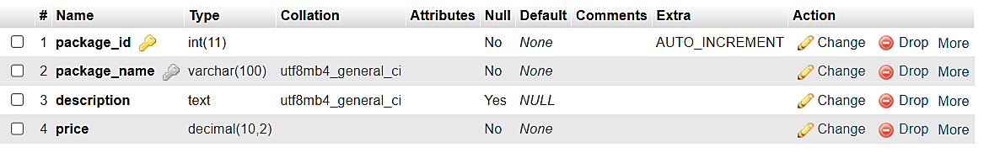 # Name Type Collation Attributes Null Default Comments Extra Action
1 package_id int(11) No None AUTO_INCREMENT Change Drop More
2 package_name varchar(100) utf8mb4_general_ci No None Change Drop More
3 description text utf8mb4_general_ci Yes NULL Change Drop More
4 price decimal(10,2) No None Change Drop More